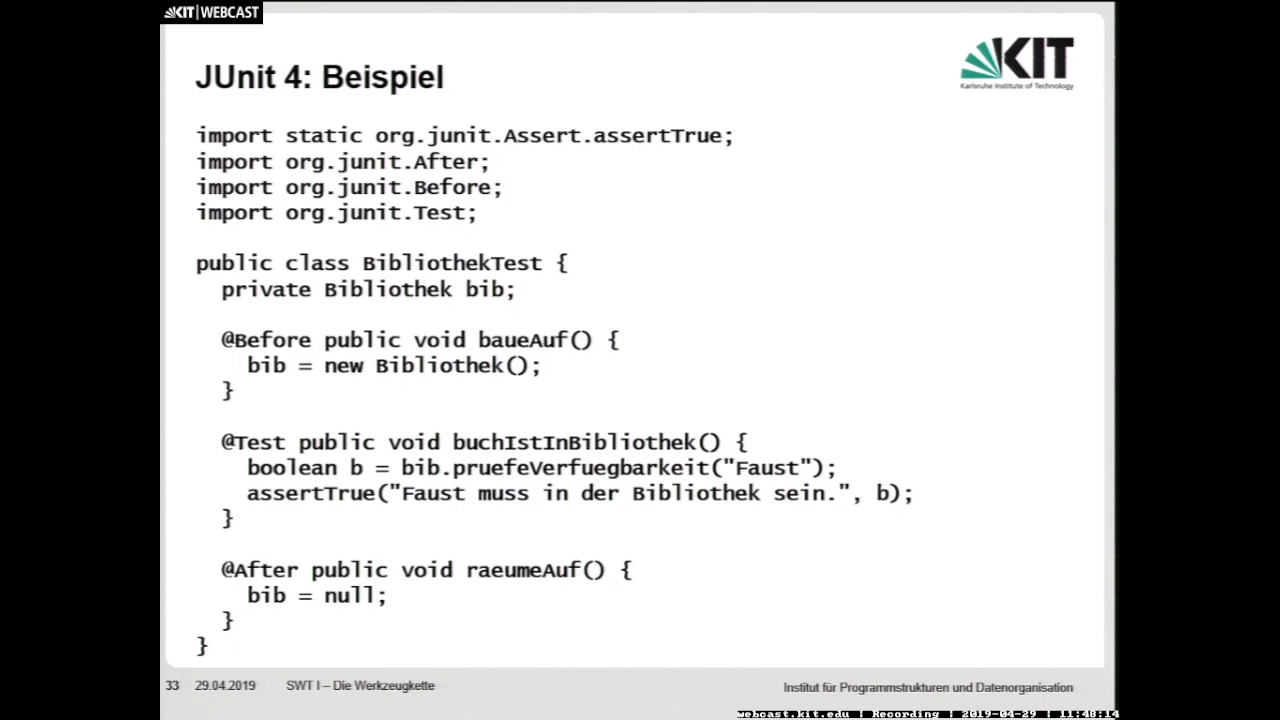 KIT WEBCAST
JUnit 4: Beispiel
KIT
Karlsruhe Institute of Technology
import static org.junit.Assert.assertTrue;
import org.junit.After;
import org.junit.Before;
import org.junit.Test;
public class BibliothekTest {
private Bibliothek bib;
@Before public void baueAuf() {
bib = new Bibliothek();
}
@Test public void buchIstInBibliothek() {
boolean b = bib.pruefeVerfuegbarkeit("Faust");
assertTrue("Faust muss in der Bibliothek sein.", b);
}
@After public void raeumeAuf() {
bib = null;
}
}
33 29.04.2019 SWT I – Die Werkzeugkette
Institut für Programmstrukturen und Datenorganisation
webcast.kit.edu | Recording | 2019-04-29 | 11:48:14